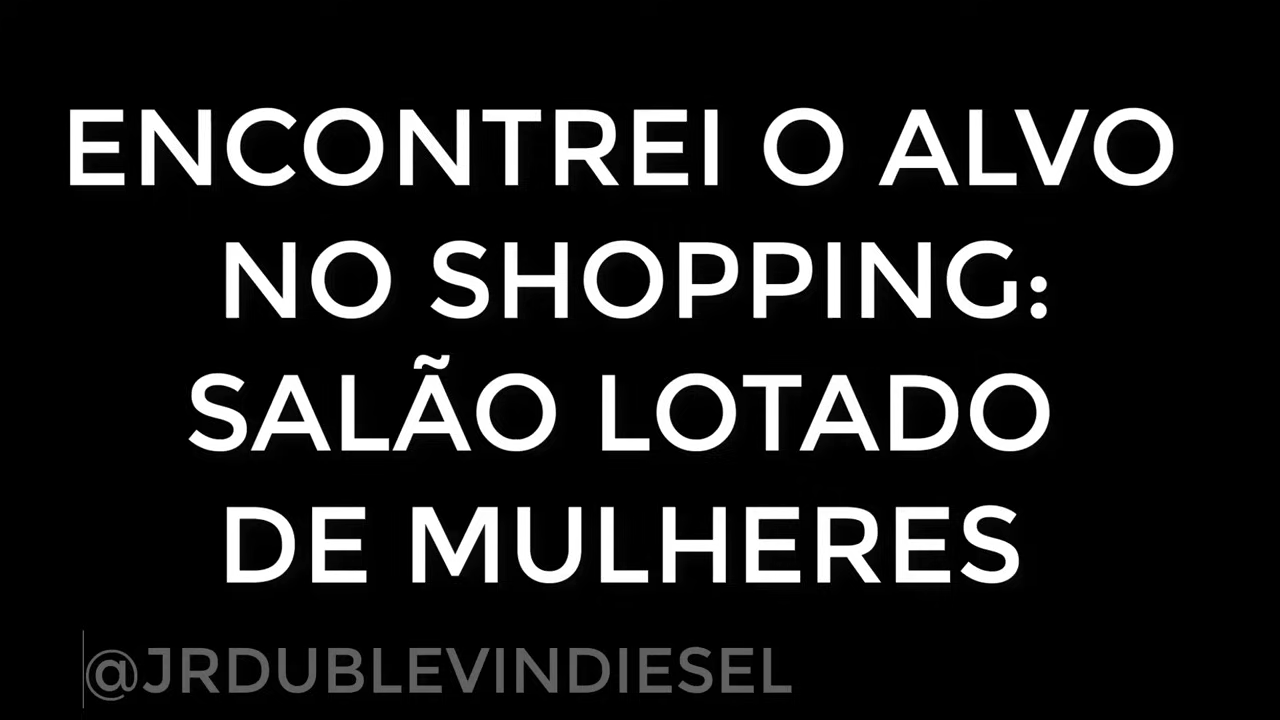 ENCONTREI O ALVO
NO SHOPPING:
SALÃO LOTADO
DE MULHERES
@JRDUBLEVINDIESEL